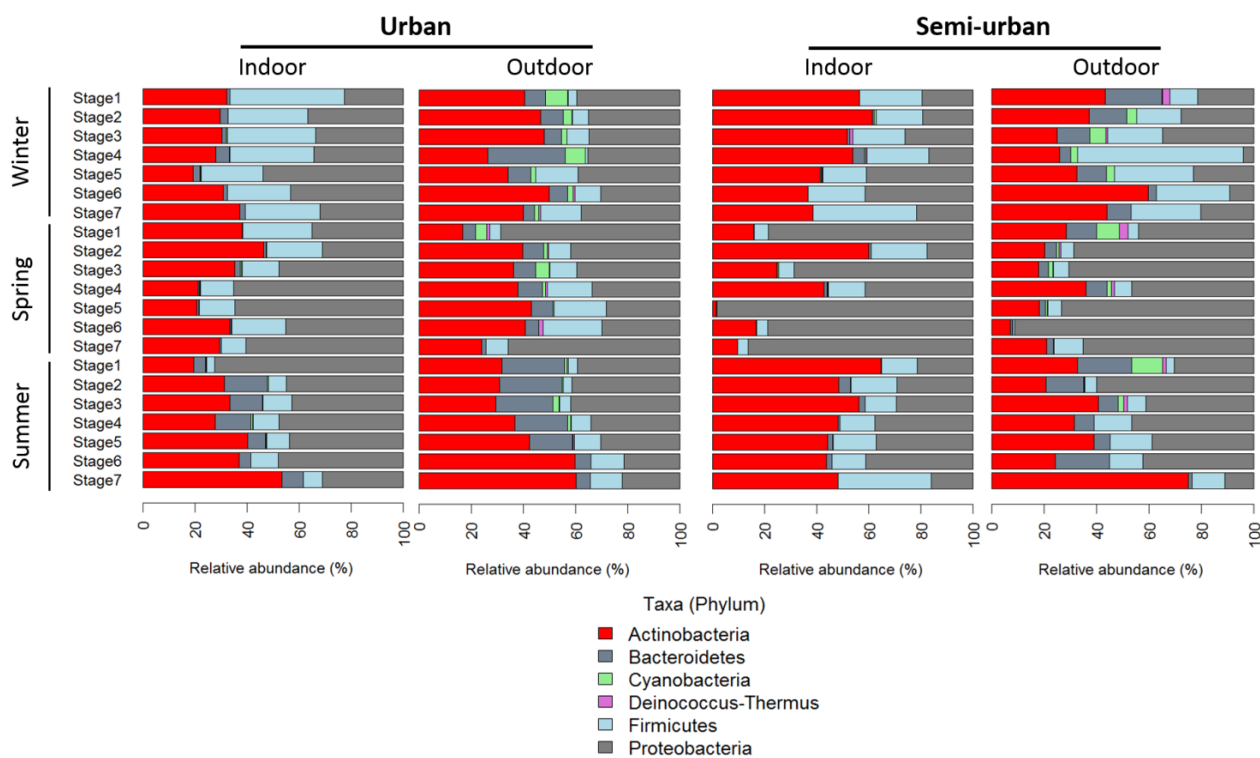 Urban
Semi-urban
Indoor
Outdoor
Indoor
Outdoor
Winter
Stage1
Stage2
Stage3
Stage4
Stage5
Stage6
Stage7
Spring
Stage1
Stage2
Stage3
Stage4
Stage5
Stage6
Stage7
Summer
Stage1
Stage2
Stage3
Stage4
Stage5
Stage6
Stage7
0 20 40 60 80 100
0 20 40 60 80 100
0 20 40 60 80 100
0 20 40 60 80 100
Relative abundance (%)
Relative abundance (%)
Relative abundance (%)
Relative abundance (%)
Taxa (Phylum)
Actinobacteria
Bacteroidetes
Cyanobacteria
Deinococcus-Thermus
Firmicutes
Proteobacteria